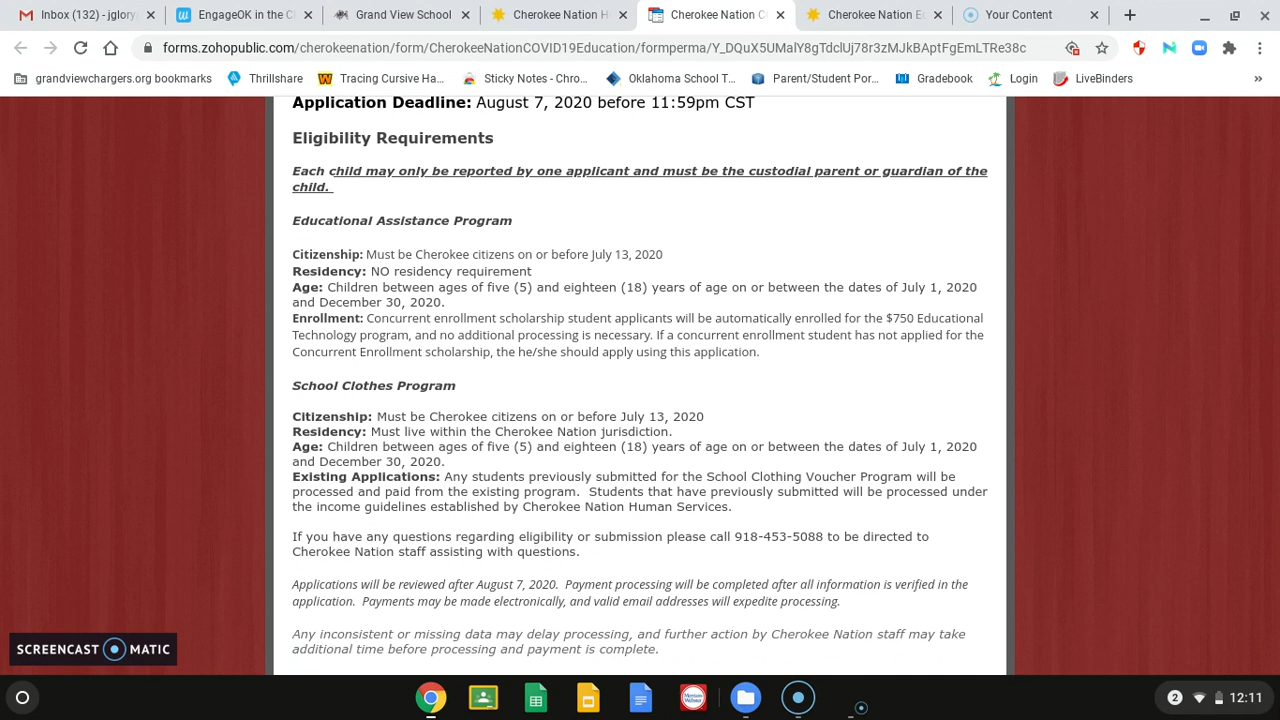 Inbox (132) - jglory
EngageOK in the C
Grand View School
Cherokee Nation H
Cherokee Nation C
Cherokee Nation E
Your Content
forms.zohopublic.com/cherokeenation/form/CherokeeNationCOVID19Education/formperma/Y_DQuX5UMalY8gTdclUj78r3zMJkBAptFgEmLTRe38c
grandviewchargers.org bookmarks
Thrillshare
Tracing Cursive Ha...
Sticky Notes - Chro...
Oklahoma School T...
Parent/Student Por...
Gradebook
Login
LiveBinders
»
Application Deadline: August 7, 2020 before 11:59pm CST
Eligibility Requirements
Each child may only be reported by one applicant and must be the custodial parent or guardian of the
child.
Educational Assistance Program
Citizenship: Must be Cherokee citizens on or before July 13, 2020
Residency: NO residency requirement
Age: Children between ages of five (5) and eighteen (18) years of age on or between the dates of July 1, 2020
and December 30, 2020.
Enrollment: Concurrent enrollment scholarship student applicants will be automatically enrolled for the $750 Educational
Technology program, and no additional processing is necessary. If a concurrent enrollment student has not applied for the
Concurrent Enrollment scholarship, the he/she should apply using this application.
School Clothes Program
Citizenship: Must be Cherokee citizens on or before July 13, 2020
Residency: Must live within the Cherokee Nation jurisdiction.
Age: Children between ages of five (5) and eighteen (18) years of age on or between the dates of July 1, 2020
and December 30, 2020.
Existing Applications: Any students previously submitted for the School Clothing Voucher Program will be
processed and paid from the existing program.  Students that have previously submitted will be processed under
the income guidelines established by Cherokee Nation Human Services.
If you have any questions regarding eligibility or submission please call 918-453-5088 to be directed to
Cherokee Nation staff assisting with questions.
Applications will be reviewed after August 7, 2020.  Payment processing will be completed after all information is verified in the
application.  Payments may be made electronically, and valid email addresses will expedite processing.
Any inconsistent or missing data may delay processing, and further action by Cherokee Nation staff may take
additional time before processing and payment is complete.
SCREENCAST MATIC
2
12:11